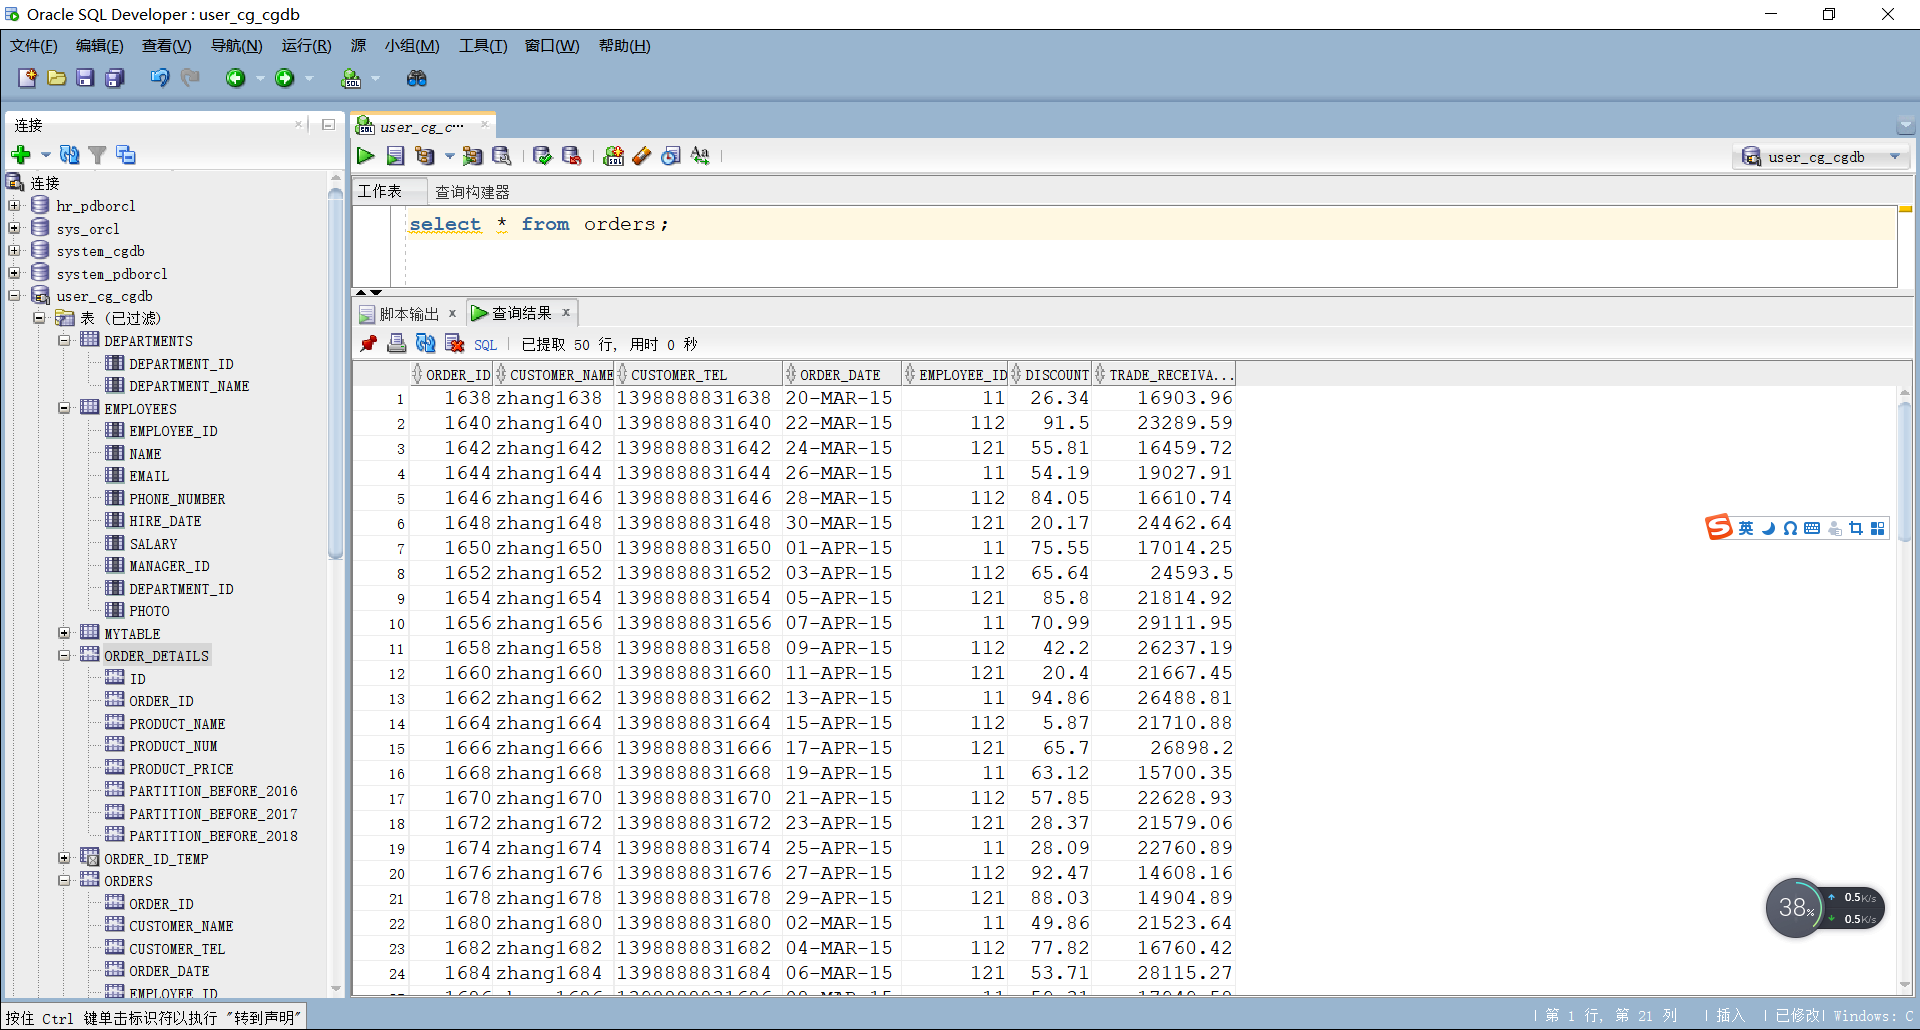 Oracle SQL Developer : user_cg_cgdb
文件(F) 编辑(E) 查看(V) 导航(N) 运行(R) 源 小组(M) 工具(T) 窗口(W) 帮助(H)
连接
连接
hr_pdborcl
sys_orcl
system_cgdb
system_pdborcl
user_cg_cgdb
表 (已过滤)
DEPARTMENTS
DEPARTMENT_ID
DEPARTMENT_NAME
EMPLOYEES
EMPLOYEE_ID
NAME
EMAIL
PHONE_NUMBER
HIRE_DATE
SALARY
MANAGER_ID
DEPARTMENT_ID
PHOTO
MYTABLE
ORDER_DETAILS
ID
ORDER_ID
PRODUCT_NAME
PRODUCT_NUM
PRODUCT_PRICE
PARTITION_BEFORE_2016
PARTITION_BEFORE_2017
PARTITION_BEFORE_2018
ORDER_ID_TEMP
ORDERS
ORDER_ID
CUSTOMER_NAME
CUSTOMER_TEL
ORDER_DATE
EMPLOYEE_ID
user_cg_c…
user_cg_cgdb
工作表 查询构建器
select * from orders;
脚本输出 x 查询结果 x
SQL 已提取 50 行, 用时 0 秒
ORDER_ID CUSTOMER_NAME CUSTOMER_TEL ORDER_DATE EMPLOYEE_ID DISCOUNT TRADE_RECEIVA...
1 1638 zhang1638 1398888831638 20-MAR-15 11 26.34 16903.96
2 1640 zhang1640 1398888831640 22-MAR-15 112 91.5 23289.59
3 1642 zhang1642 1398888831642 24-MAR-15 121 55.81 16459.72
4 1644 zhang1644 1398888831644 26-MAR-15 11 54.19 19027.91
5 1646 zhang1646 1398888831646 28-MAR-15 112 84.05 16610.74
6 1648 zhang1648 1398888831648 30-MAR-15 121 20.17 24462.64
7 1650 zhang1650 1398888831650 01-APR-15 11 75.55 17014.25
8 1652 zhang1652 1398888831652 03-APR-15 112 65.64 24593.5
9 1654 zhang1654 1398888831654 05-APR-15 121 85.8 21814.92
10 1656 zhang1656 1398888831656 07-APR-15 11 70.99 29111.95
11 1658 zhang1658 1398888831658 09-APR-15 112 42.2 26237.19
12 1660 zhang1660 1398888831660 11-APR-15 121 20.4 21667.45
13 1662 zhang1662 1398888831662 13-APR-15 11 94.86 26488.81
14 1664 zhang1664 1398888831664 15-APR-15 112 5.87 21710.88
15 1666 zhang1666 1398888831666 17-APR-15 121 65.7 26898.2
16 1668 zhang1668 1398888831668 19-APR-15 11 63.12 15700.35
17 1670 zhang1670 1398888831670 21-APR-15 112 57.85 22628.93
18 1672 zhang1672 1398888831672 23-APR-15 121 28.37 21579.06
19 1674 zhang1674 1398888831674 25-APR-15 11 28.09 22760.89
20 1676 zhang1676 1398888831676 27-APR-15 112 92.47 14608.16
21 1678 zhang1678 1398888831678 29-APR-15 121 88.03 14904.89
22 1680 zhang1680 1398888831680 02-MAR-15 11 49.86 21523.64
23 1682 zhang1682 1398888831682 04-MAR-15 112 77.82 16760.42
24 1684 zhang1684 1398888831684 06-MAR-15 121 53.71 28115.27
英
38%
0.5K/s
0.5K/s
按住 Ctrl 键单击标识符以执行 "转到声明"
第 1 行, 第 21 列 插入 已修改 Windows: C